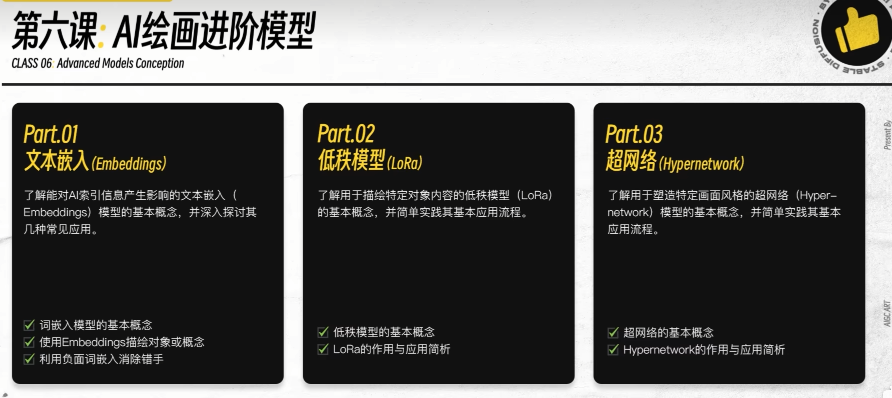 第六课: AI绘画进阶模型
CLASS 06 Advanced Models Conception
BY
STABLE DIFFUSION
Present By
AIGC ART
Part.01
文本嵌入 (Embeddings)
了解能对AI索引信息产生影响的文本嵌入（
Embeddings）模型的基本概念，并深入探讨其
几种常见应用。
词嵌入模型的基本概念
使用Embeddings描绘对象或概念
利用负面词嵌入消除错手
Part.02
低秩模型 (LoRa)
了解用于描绘特定对象内容的低秩模型（LoRa）
的基本概念，并简单实践其基本应用流程。
低秩模型的基本概念
LoRa的作用与应用简析
Part.03
超网络 (Hypernetwork)
了解用于塑造特定画面风格的超网络（Hyper-
network）模型的基本概念，并简单实践其基本
应用流程。
超网络的基本概念
Hypernetwork的作用与应用简析